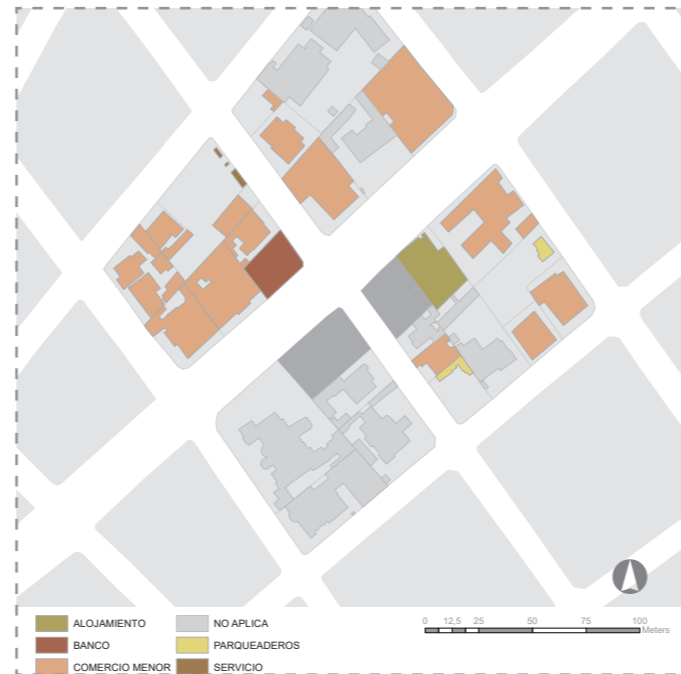 ALOJAMIENTO
BANCO
COMERCIO MENOR
NO APLICA
PARQUEADEROS
SERVICIO
0 12,5 25 50 75 100
Meters